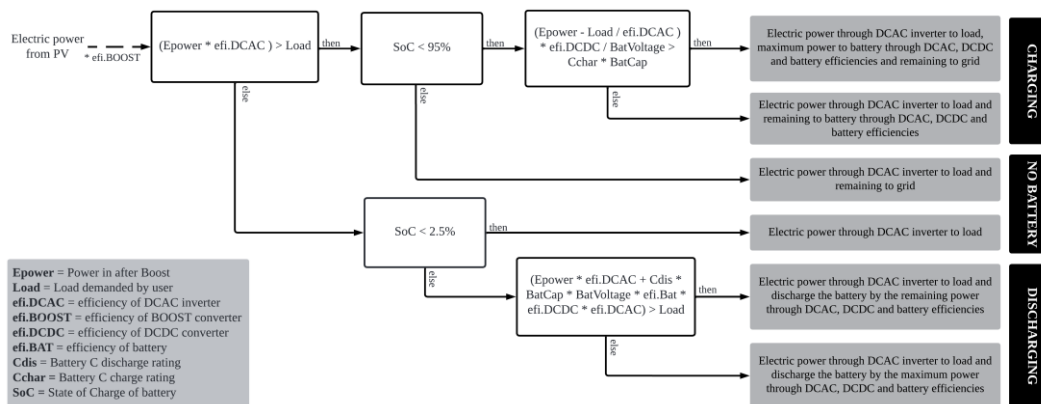 Electric power
from PV
* efi.BOOST
(Epower * efi.DCAC ) > Load
then
else
SoC < 95%
then
else
(Epower - Load / efi.DCAC )
* efi.DCDC / BatVoltage >
Cchar * BatCap
then
else
Electric power through DCAC inverter to load,
maximum power to battery through DCAC, DCDC
and battery efficiencies and remaining to grid
Electric power through DCAC inverter to load and
remaining to battery through DCAC, DCDC and
battery efficiencies
CHARGING
Electric power through DCAC inverter to load and
remaining to grid
SoC < 2.5%
then
else
Electric power through DCAC inverter to load
NO BATTERY
(Epower * efi.DCAC + Cdis *
BatCap * BatVoltage * efi.Bat *
efi.DCDC * efi.DCAC) > Load
then
else
Electric power through DCAC inverter to load and
discharge the battery by the remaining power
through DCAC, DCDC and battery efficiencies
Electric power through DCAC inverter to load and
discharge the battery by the maximum power
through DCAC, DCDC and battery efficiencies
DISCHARGING
Epower = Power in after Boost
Load = Load demanded by user
efi.DCAC = efficiency of DCAC inverter
efi.BOOST = efficiency of BOOST converter
efi.DCDC = efficiency of DCDC converter
efi.BAT = efficiency of battery
Cdis = Battery C discharge rating
Cchar = Battery C charge rating
SoC = State of Charge of battery